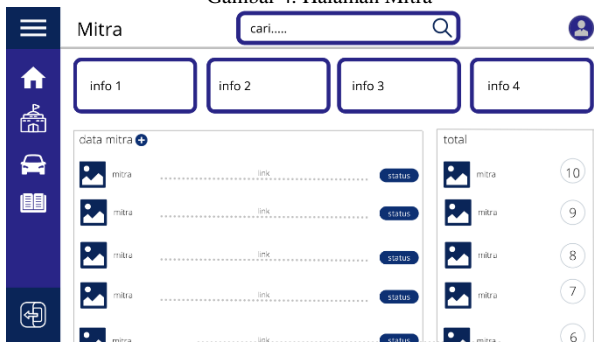 Gambar 4. Halaman Mitra
Mitra
cari.....
info 1
info 2
info 3
info 4
data mitra
total
mitra link status
mitra 10
mitra link status
mitra 9
mitra link status
mitra 8
mitra link status
mitra 7
mitra link status
mitra 6